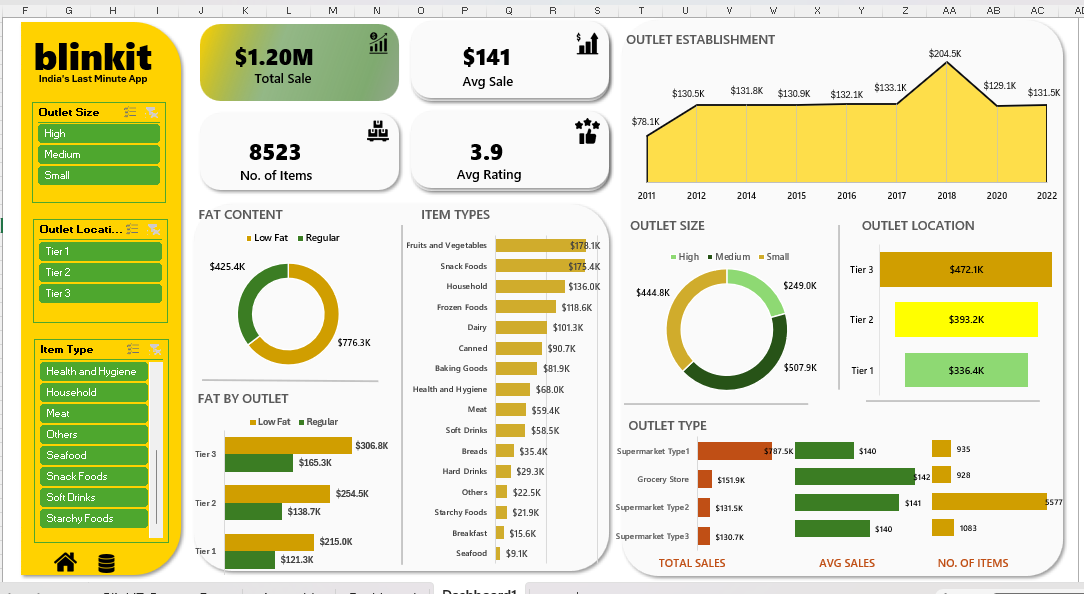 F G H I J K L M N O P Q R S T U V W X Y Z AA AB AC AD
blinkit
India's Last Minute App
Outlet Size
High
Medium
Small
Outlet Locati...
Tier 1
Tier 2
Tier 3
Item Type
Health and Hygiene
Household
Meat
Others
Seafood
Snack Foods
Soft Drinks
Starchy Foods
$1.20M
Total Sale
$141
Avg Sale
8523
No. of Items
3.9
Avg Rating
FAT CONTENT
Low Fat Regular
$425.4K
$776.3K
FAT BY OUTLET
Low Fat Regular
Tier 3 $306.8K
$165.3K
Tier 2 $254.5K
$138.7K
Tier 1 $215.0K
$121.3K
ITEM TYPES
Fruits and Vegetables $178.1K
Snack Foods $175.4K
Household $136.0K
Frozen Foods $118.6K
Dairy $101.3K
Canned $90.7K
Baking Goods $81.9K
Health and Hygiene $68.0K
Meat $59.4K
Soft Drinks $58.5K
Breads $35.4K
Hard Drinks $29.3K
Others $22.5K
Starchy Foods $21.9K
Breakfast $15.6K
Seafood $9.1K
OUTLET ESTABLISHMENT
$78.1K $130.5K $131.8K $130.9K $132.1K $133.1K $204.5K $129.1K $131.5K
2011 2012 2014 2015 2016 2017 2018 2020 2022
OUTLET SIZE
High Medium Small
$444.8K
$249.0K
$507.9K
OUTLET LOCATION
Tier 3 $472.1K
Tier 2 $393.2K
Tier 1 $336.4K
OUTLET TYPE
Supermarket Type1 $787.5K $140 935
Grocery Store $151.9K $142 928
Supermarket Type2 $131.5K $141 5577
Supermarket Type3 $130.7K $140 1083
TOTAL SALES AVG SALES NO. OF ITEMS
Dashboard1